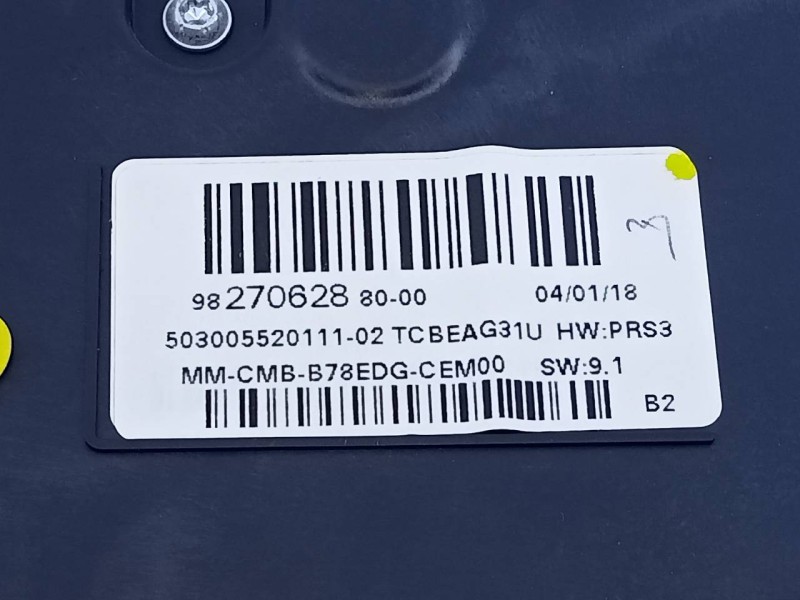 98 270628 80-00 04/01/18
503005520111-02 TCBEAG31U HW:PRS3
MM-CMB-B78EDG-CEM00 SW:9.1
B2